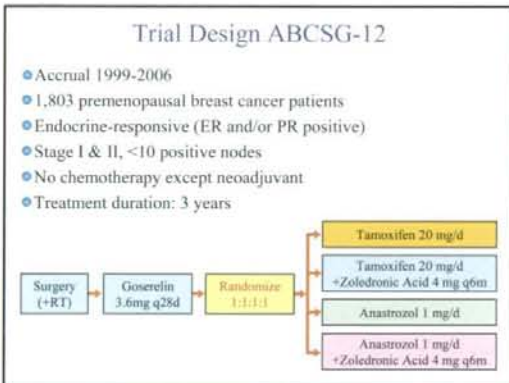 Trial Design ABCSG-12
Accrual 1999-2006
1,803 premenopausal breast cancer patients
Endocrine-responsive (ER and/or PR positive)
Stage I & II, <10 positive nodes
No chemotherapy except neoadjuvant
Treatment duration: 3 years
Surgery
(+RT)
Goserelin
3.6mg q28d
Randomize
1:1:1:1
Tamoxifen 20 mg/d
Tamoxifen 20 mg/d
+Zoledronic Acid 4 mg q6m
Anastrozol 1 mg/d
Anastrozol 1 mg/d
+Zoledronic Acid 4 mg q6m